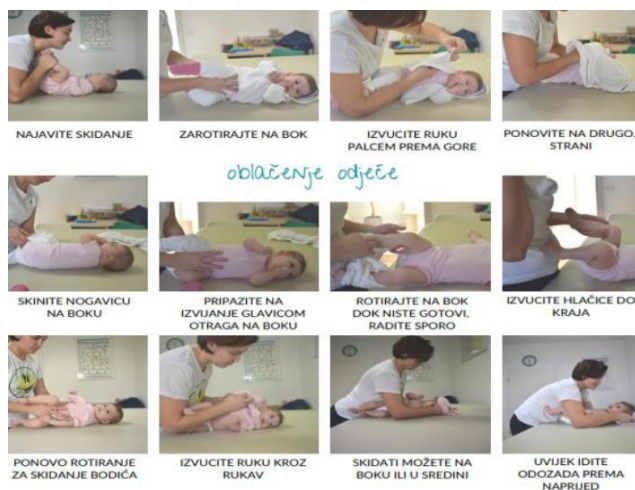 NAJAVITE SKIDANJE
ZAROTIRAJTE NA BOK
IZVUCITE RUKU
PALCEM PREMA GORE
PONOVITE NA DRUGOJ
STRANI
oblačenje odjeće
SKINITE NOGAVICU
NA BOKU
PRIPAZITE NA
IZVIJANJE GLAVICOM
OTRAGA NA BOKU
ROTIRAJTE NA BOK
DOK NISTE GOTOVI,
RADITE SPORO
IZVUCITE HLAČICE DO
KRAJA
PONOVO ROTIRANJE
ZA SKIDANJE BODIĆA
IZVUCITE RUKU KROZ
RUKAV
SKIDATI MOŽETE NA
BOKU ILI U SREDINI
UVIJEK IDITE
ODOZADA PREMA
NAPRIJED